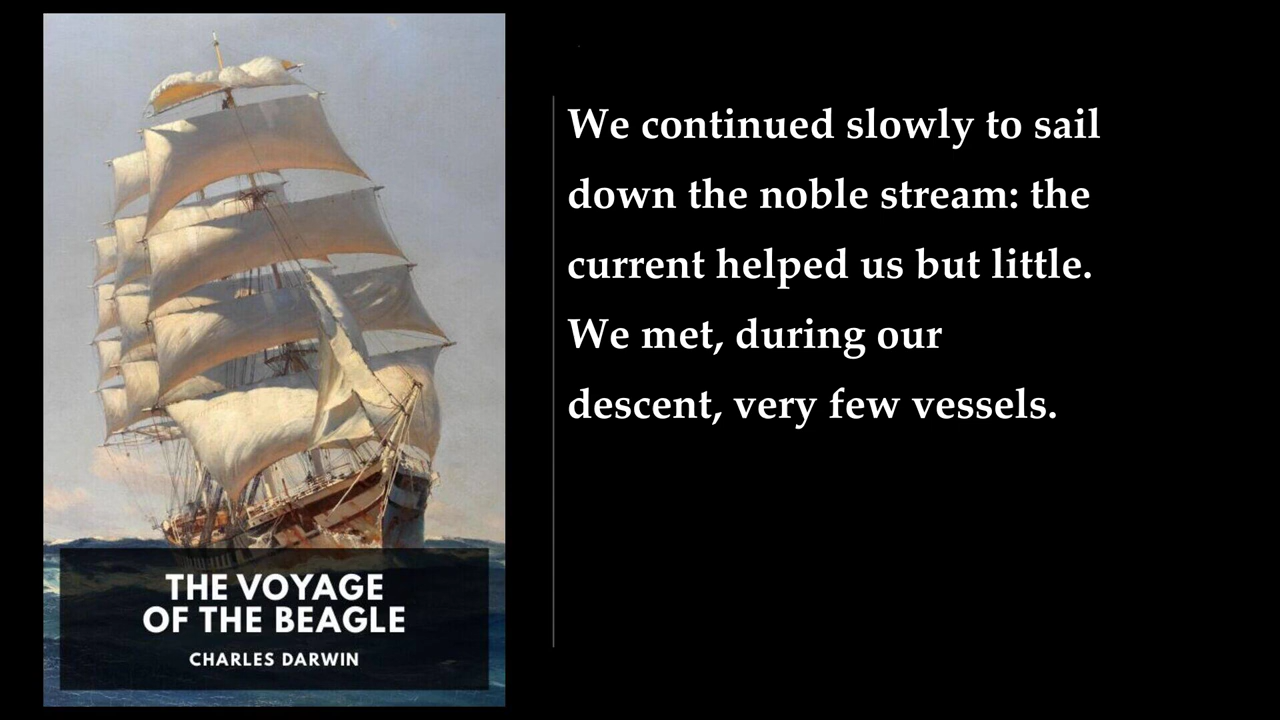 THE VOYAGE
OF THE BEAGLE
CHARLES DARWIN
We continued slowly to sail
down the noble stream: the
current helped us but little.
We met, during our
descent, very few vessels.